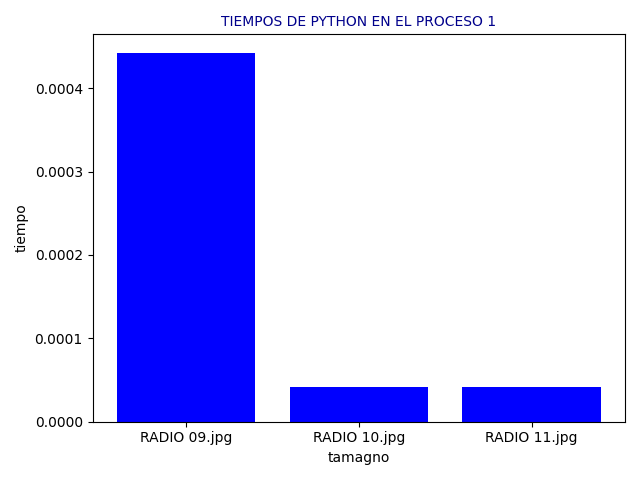 TIEMPOS DE PYTHON EN EL PROCESO 1
tiempo
0.0004
0.0003
0.0002
0.0001
0.0000
RADIO 09.jpg RADIO 10.jpg RADIO 11.jpg
tamagno